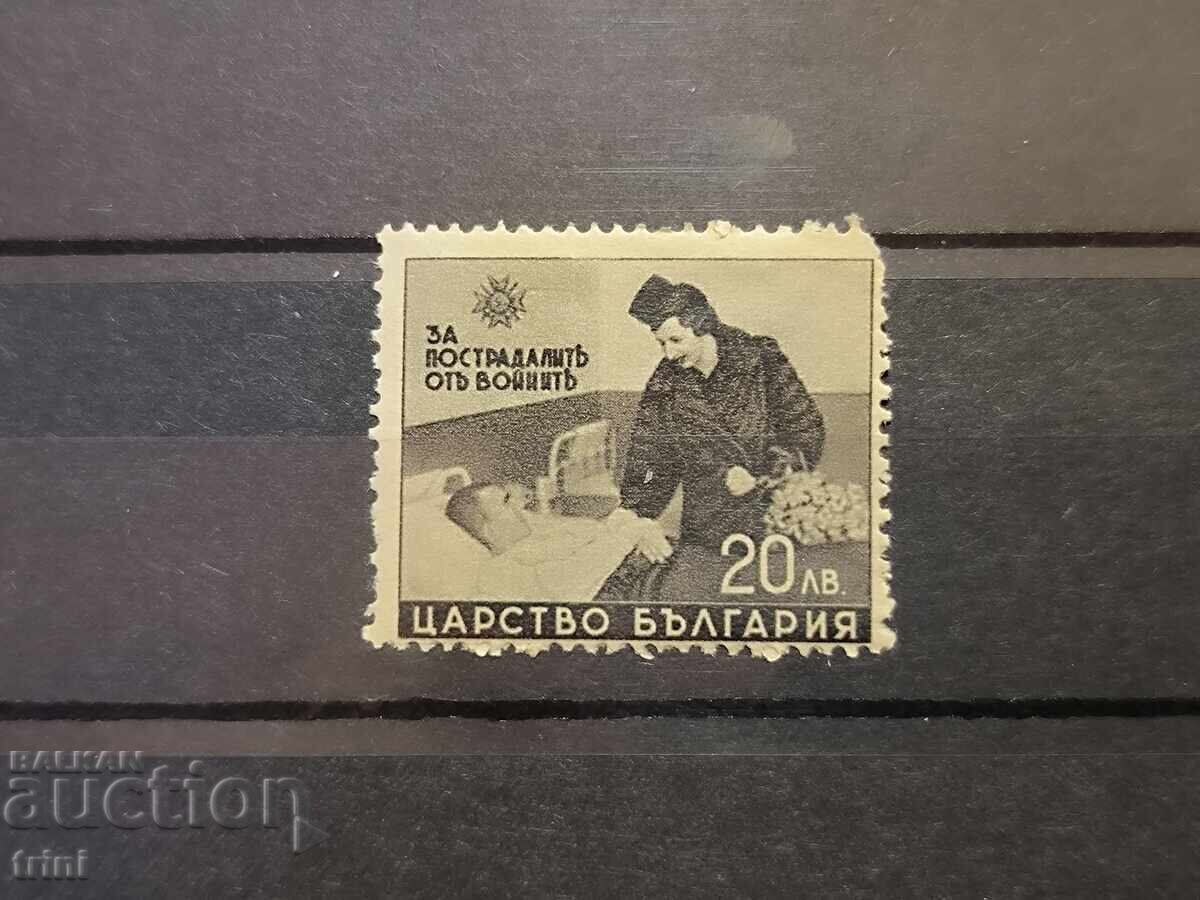 ЗА
ПОСТРАДАЛИТѢ
ОТЪ ВОЙНИТѢ
20 ЛВ.
ЦАРСТВО БЪЛГАРИЯ
BALKAN
auction
trini